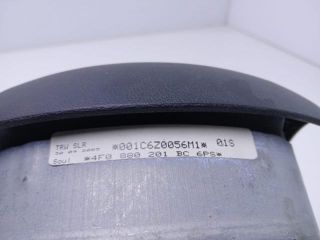 TRW SLR *001C6Z0056M1* 01S
Soul *4F0 880 201 BC 6PS*